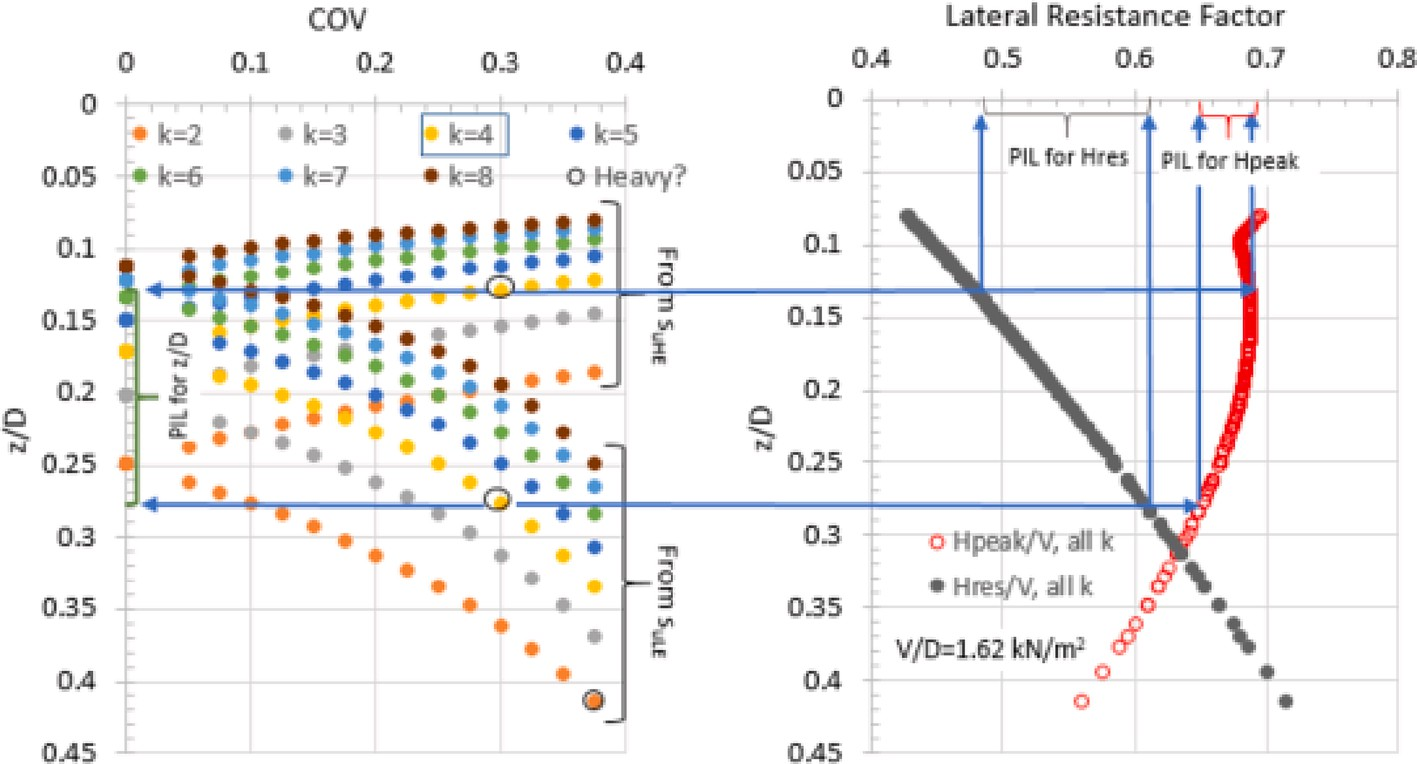 COV
0 0.1 0.2 0.3 0.4
0
0.05
0.1
0.15
0.2
0.25
0.3
0.35
0.4
0.45
z/D
k=2 k=3 k=4 k=5
k=6 k=7 k=8 Heavy?
PIL for z/D
From suHE
From suLE
Lateral Resistance Factor
0.4 0.5 0.6 0.7 0.8
0
0.05
0.1
0.15
0.2
0.25
0.3
0.35
0.4
0.45
z/D
PIL for Hres PIL for Hpeak
Hpeak/V, all k
Hres/V, all k
V/D=1.62 kN/m²